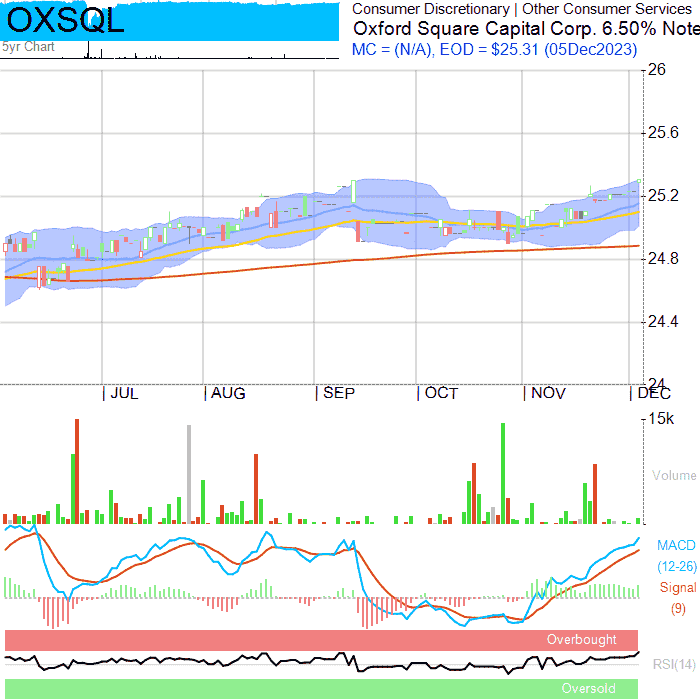 OXSQL
5yr Chart
Consumer Discretionary | Other Consumer Services
Oxford Square Capital Corp. 6.50% Note
MC = (N/A), EOD = $25.31 (05Dec2023)
26
25.6
25.2
24.8
24.4
24
JUL AUG SEP OCT NOV DEC
15k
Volume
MACD
(12-26)
Signal
(9)
Overbought
RSI(14)
Oversold